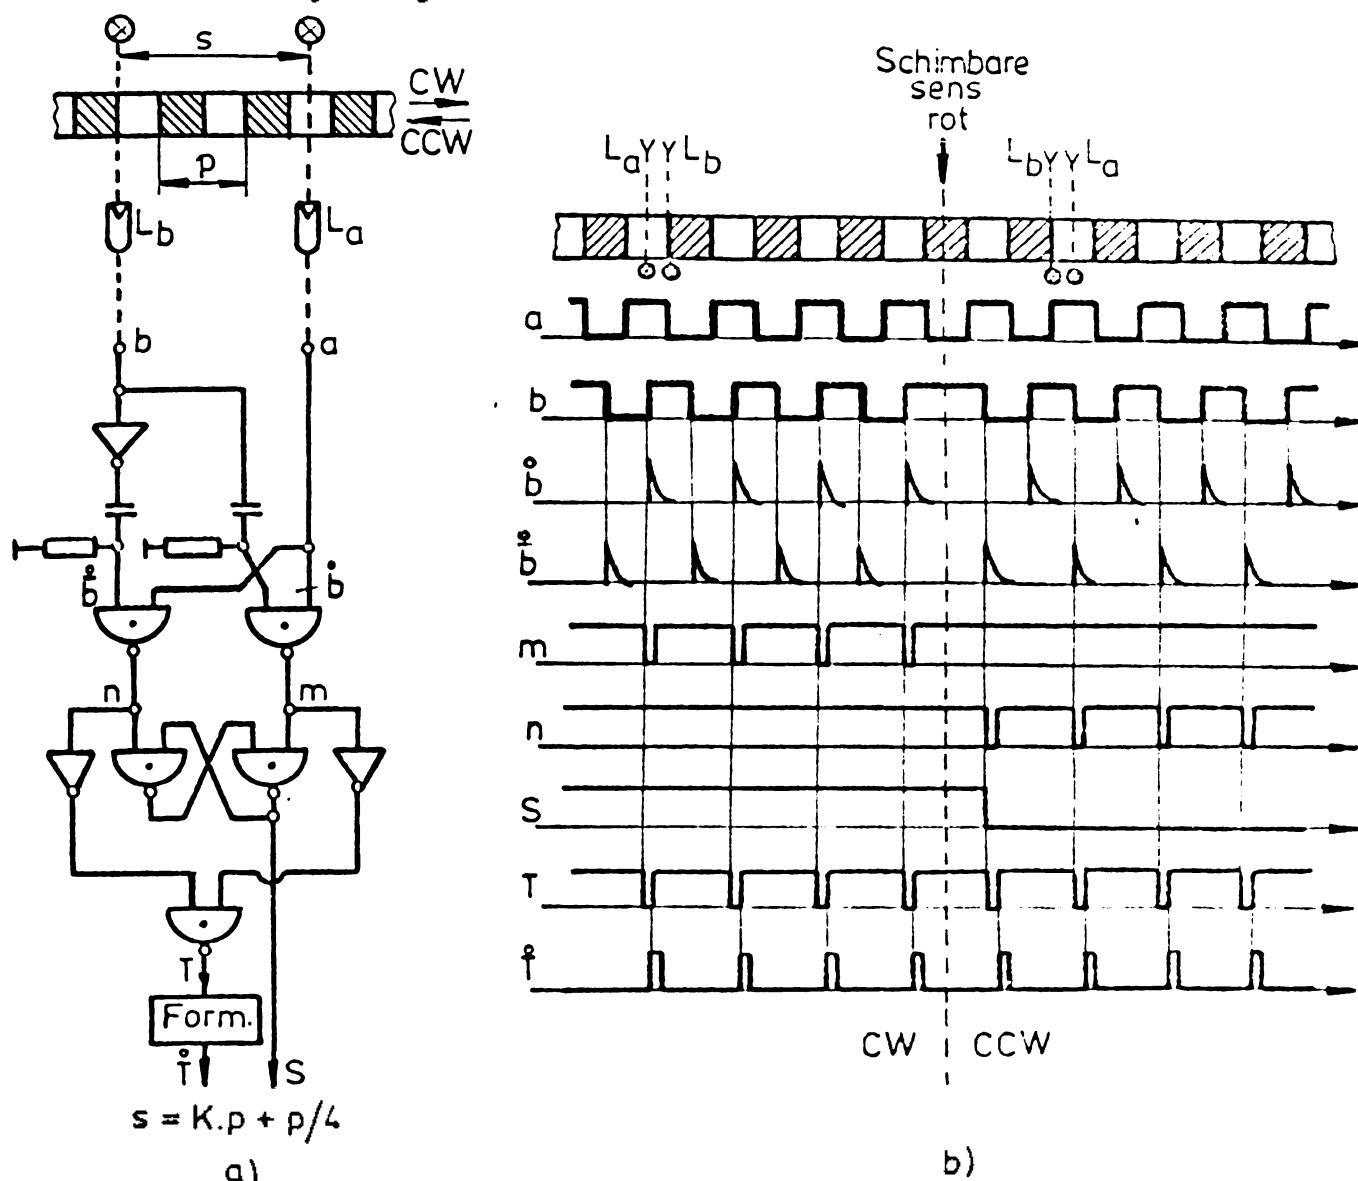 s
CW
CCW
p
Lb
La
b
a
b̄̊
b̊
n
m
T
Form.
T̊
S
s = K.p + p/4
a)
Schimbare
sens
rot
La
Lb
Lb
La
a
b
b̊
b̄̊
m
n
S
T
T̊
CW
CCW
b)